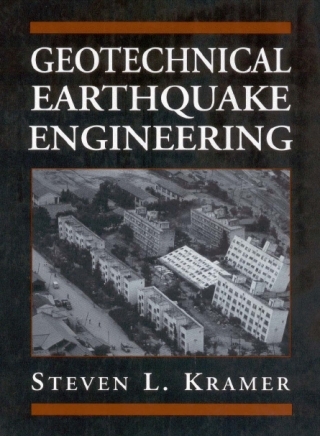 GEOTECHNICAL
EARTHQUAKE
ENGINEERING
STEVEN L. KRAMER